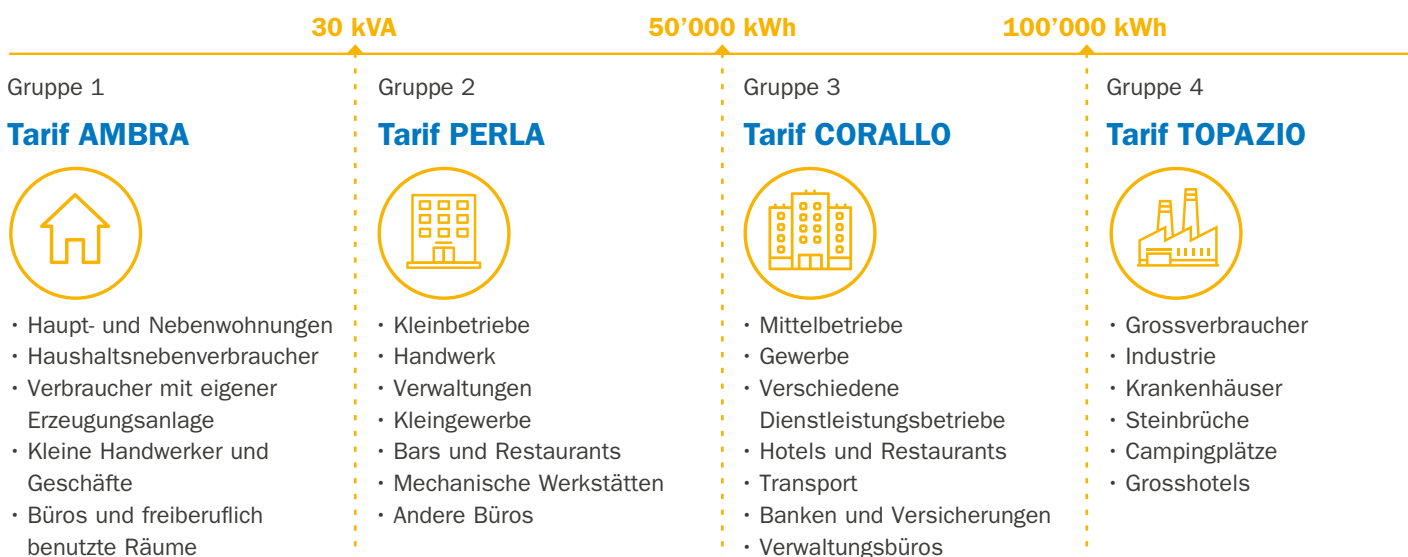 30 kVA
50’000 kWh
100’000 kWh
Gruppe 1
Tarif AMBRA
· Haupt- und Nebenwohnungen
· Haushaltsnebenverbraucher
· Verbraucher mit eigener
Erzeugungsanlage
· Kleine Handwerker und
Geschäfte
· Büros und freiberuflich
benutzte Räume
Gruppe 2
Tarif PERLA
· Kleinbetriebe
· Handwerk
· Verwaltungen
· Kleingewerbe
· Bars und Restaurants
· Mechanische Werkstätten
· Andere Büros
Gruppe 3
Tarif CORALLO
· Mittelbetriebe
· Gewerbe
· Verschiedene
Dienstleistungsbetriebe
· Hotels und Restaurants
· Transport
· Banken und Versicherungen
· Verwaltungsbüros
Gruppe 4
Tarif TOPAZIO
· Grossverbraucher
· Industrie
· Krankenhäuser
· Steinbrüche
· Campingplätze
· Grosshotels